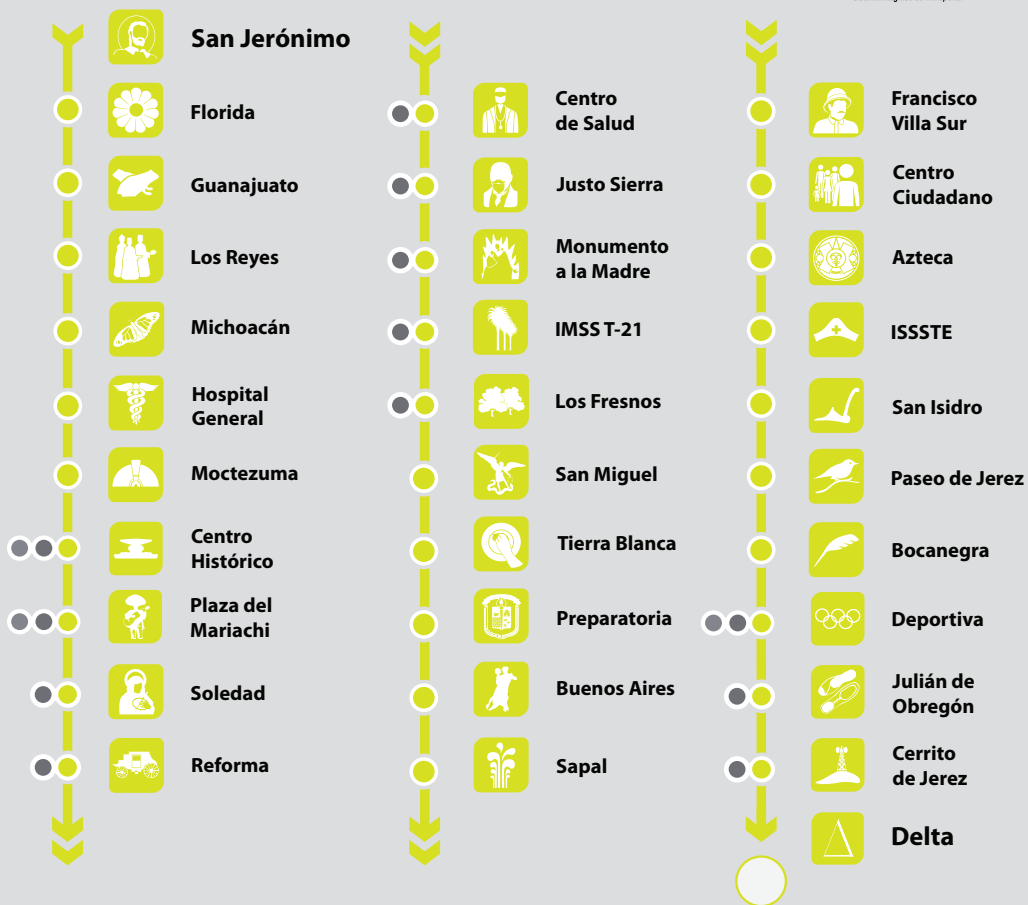 San Jerónimo
Florida
Guanajuato
Los Reyes
Michoacán
Hospital
General
Moctezuma
Centro
Histórico
Plaza del
Mariachi
Soledad
Reforma
Centro
de Salud
Justo Sierra
Monumento
a la Madre
IMSS T-21
Los Fresnos
San Miguel
Tierra Blanca
Preparatoria
Buenos Aires
Sapal
Francisco
Villa Sur
Centro
Ciudadano
Azteca
ISSSTE
San Isidro
Paseo de Jerez
Bocanegra
Deportiva
Julián de
Obregón
Cerrito
de Jerez
Delta